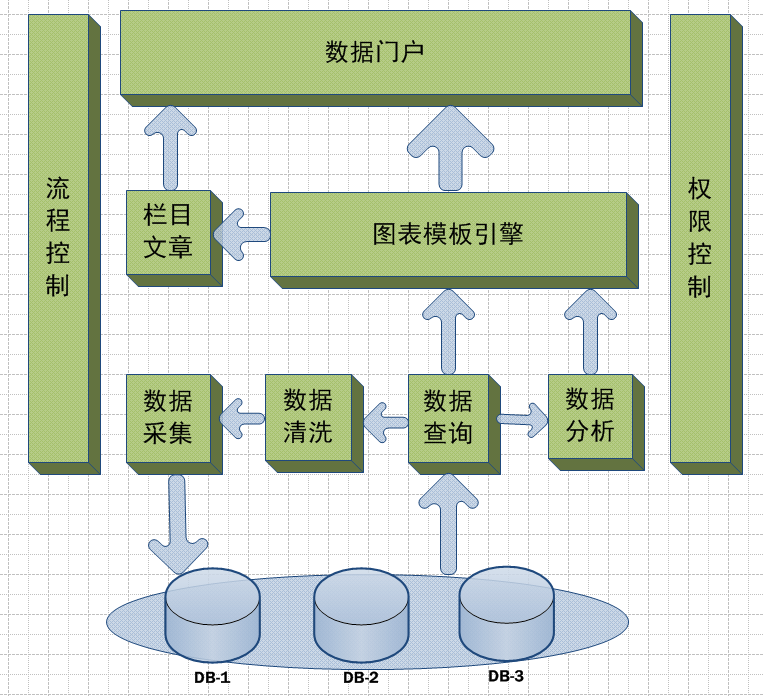 数据门户
流
程
控
制
权
限
控
制
栏目
文章
图表模板引擎
数据
采集
数据
清洗
数据
查询
数据
分析
DB-1
DB-2
DB-3